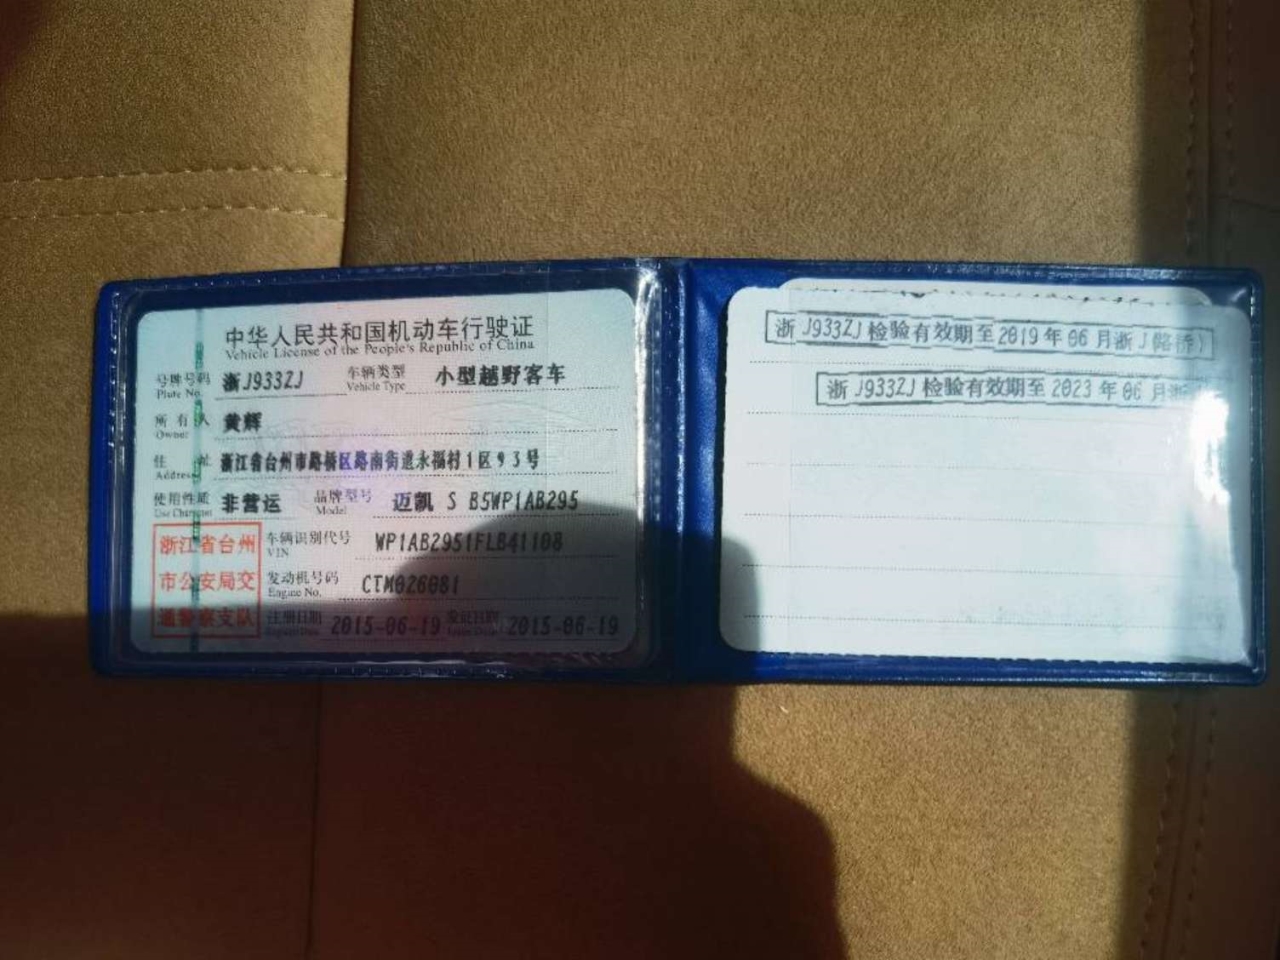 中华人民共和国机动车行驶证
Vehicle License of the People's Republic of China
号牌号码 浙J933ZJ 车辆类型 小型越野客车
Plate No. Vehicle Type
所有人 黄辉
Owner
住址 浙江省台州市路桥区路南街道永福村1区93号
Address
使用性质 非营运 品牌型号 迈凯 S B5WP1AB295
Use Character Model
浙江省台州 车辆识别代号 WP1AB2951FLB41108
VIN
市公安局交 发动机号码 CTM026081
Engine No.
通警察支队 注册日期 2015-06-19 发证日期 2015-06-19
Register Date Issue Date
浙J933ZJ检验有效期至2019年06月浙J(路桥)
浙J933ZJ检验有效期至2023年06月浙